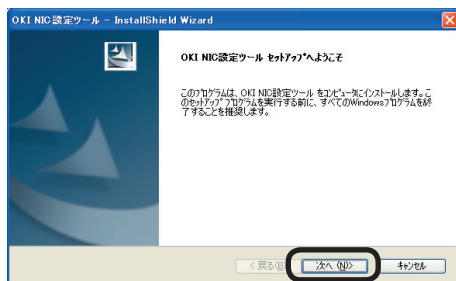 OKI NIC設定ツール - InstallShield Wizard
OKI NIC設定ツール ｾｯﾄｱｯﾌﾟへようこそ
このﾌﾟﾛｸﾞﾗﾑは、OKI NIC設定ツール をｺﾝﾋﾟｭｰﾀにｲﾝｽﾄｰﾙします。こ
のｾｯﾄｱｯﾌﾟ ﾌﾟﾛｸﾞﾗﾑを実行する前に、すべてのWindowsﾌﾟﾛｸﾞﾗﾑを終
了することを推奨します。
< 戻る(B) 次へ (N)> ｷｬﾝｾﾙ